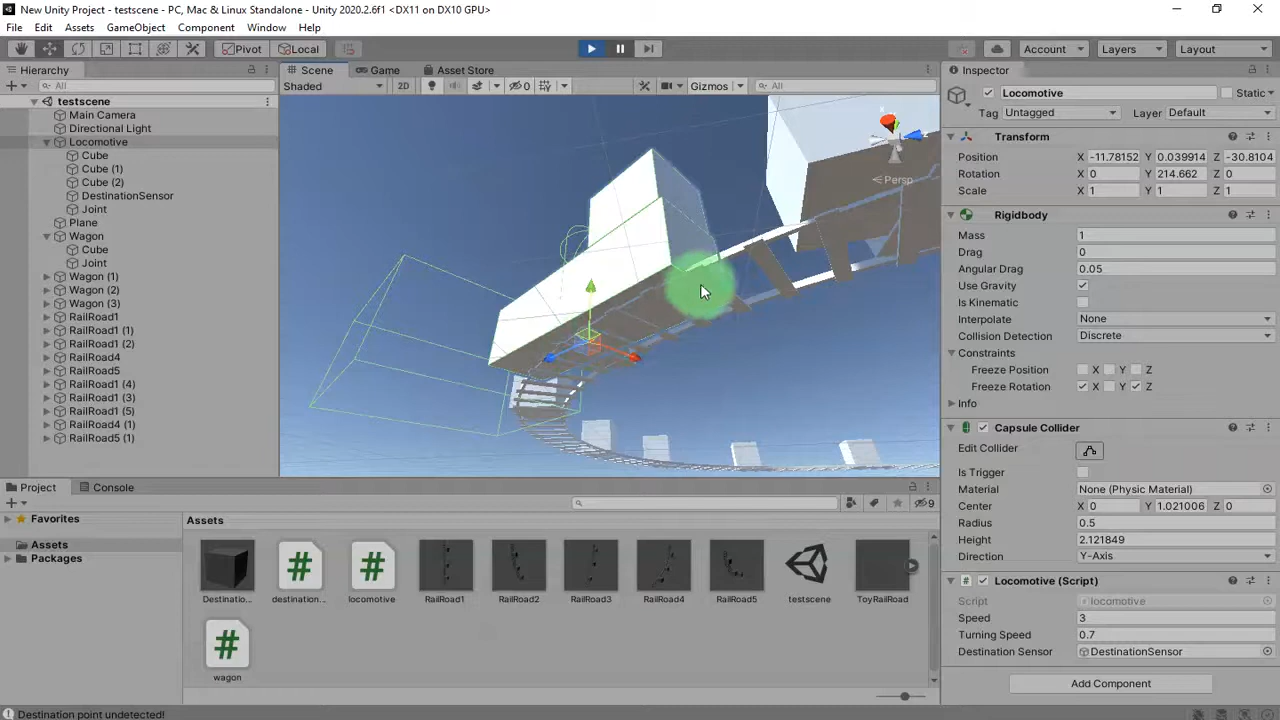 New Unity Project - testscene - PC, Mac & Linux Standalone - Unity 2020.2.6f1 <DX11 on DX10 GPU>
File Edit Assets GameObject Component Window Help
Pivot Local Account Layers Layout
Hierarchy
All
testscene
Main Camera
Directional Light
Locomotive
Cube
Cube (1)
Cube (2)
DestinationSensor
Joint
Plane
Wagon
Cube
Joint
Wagon (1)
Wagon (2)
Wagon (3)
RailRoad1
RailRoad1 (1)
RailRoad1 (2)
RailRoad4
RailRoad5
RailRoad1 (4)
RailRoad1 (3)
RailRoad1 (5)
RailRoad4 (1)
RailRoad5 (1)
Scene Game Asset Store
Shaded 2D 0 Gizmos All
x
z
Persp
Inspector
Locomotive Static
Tag Untagged Layer Default
Transform
Position X -11.78152 Y 0.039914 Z -30.8104
Rotation X 0 Y 214.662 Z 0
Scale X 1 Y 1 Z 1
Rigidbody
Mass 1
Drag 0
Angular Drag 0.05
Use Gravity
Is Kinematic
Interpolate None
Collision Detection Discrete
Constraints
Freeze Position X Y Z
Freeze Rotation X Y Z
Info
Capsule Collider
Edit Collider
Is Trigger
Material None (Physic Material)
Center X 0 Y 1.021006 Z 0
Radius 0.5
Height 2.121849
Direction Y-Axis
Locomotive (Script)
Script locomotive
Speed 3
Turning Speed 0.7
Destination Sensor DestinationSensor
Add Component
Project Console
9
Favorites
Assets
Packages
Assets
Destinatio... destination... locomotive RailRoad1 RailRoad2 RailRoad3 RailRoad4 RailRoad5 testscene ToyRailRoad
wagon
Destination point undetected!